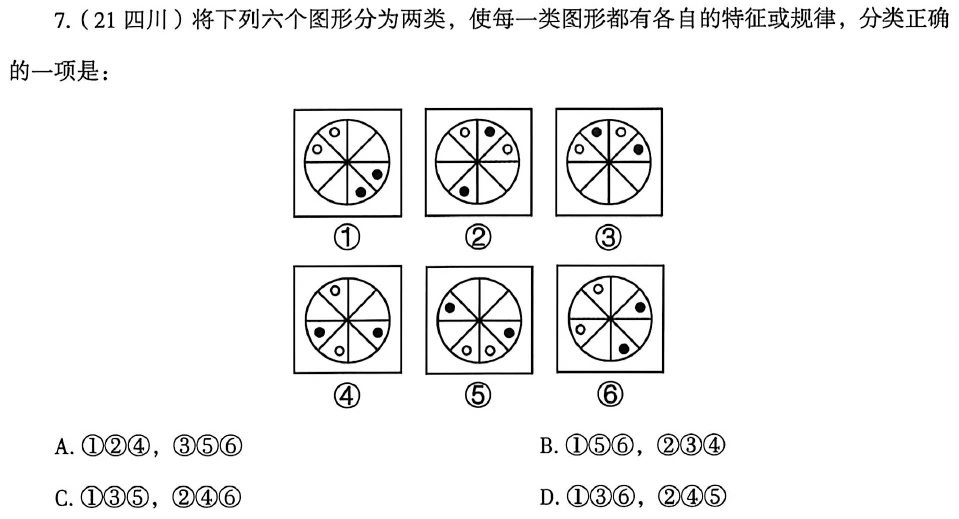 7.（21 四川）将下列六个图形分为两类，使每一类图形都有各自的特征或规律，分类正确
的一项是：
① ② ③
④ ⑤ ⑥
A. ①②④，③⑤⑥ B. ①⑤⑥，②③④
C. ①③⑤，②④⑥ D. ①③⑥，②④⑤